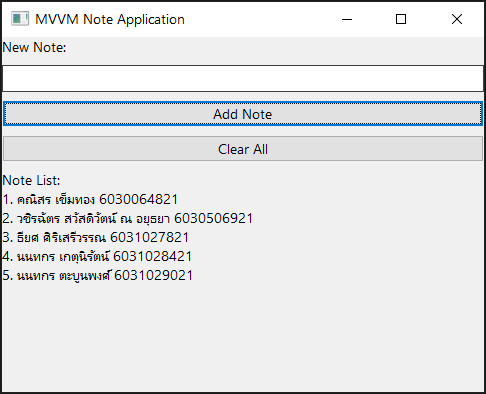 MVVM Note Application
New Note:
Add Note
Clear All
Note List:
1. คณิสร เข็มทอง 6030064821
2. วชิรฉัตร สวัสดิวัตน์ ณ อยุธยา 6030506921
3. ธียศ ศิริเสรีวรรณ 6031027821
4. นนทกร เกตุนิรัตน์ 6031028421
5. นนทกร ตะบูนพงศ์ 6031029021